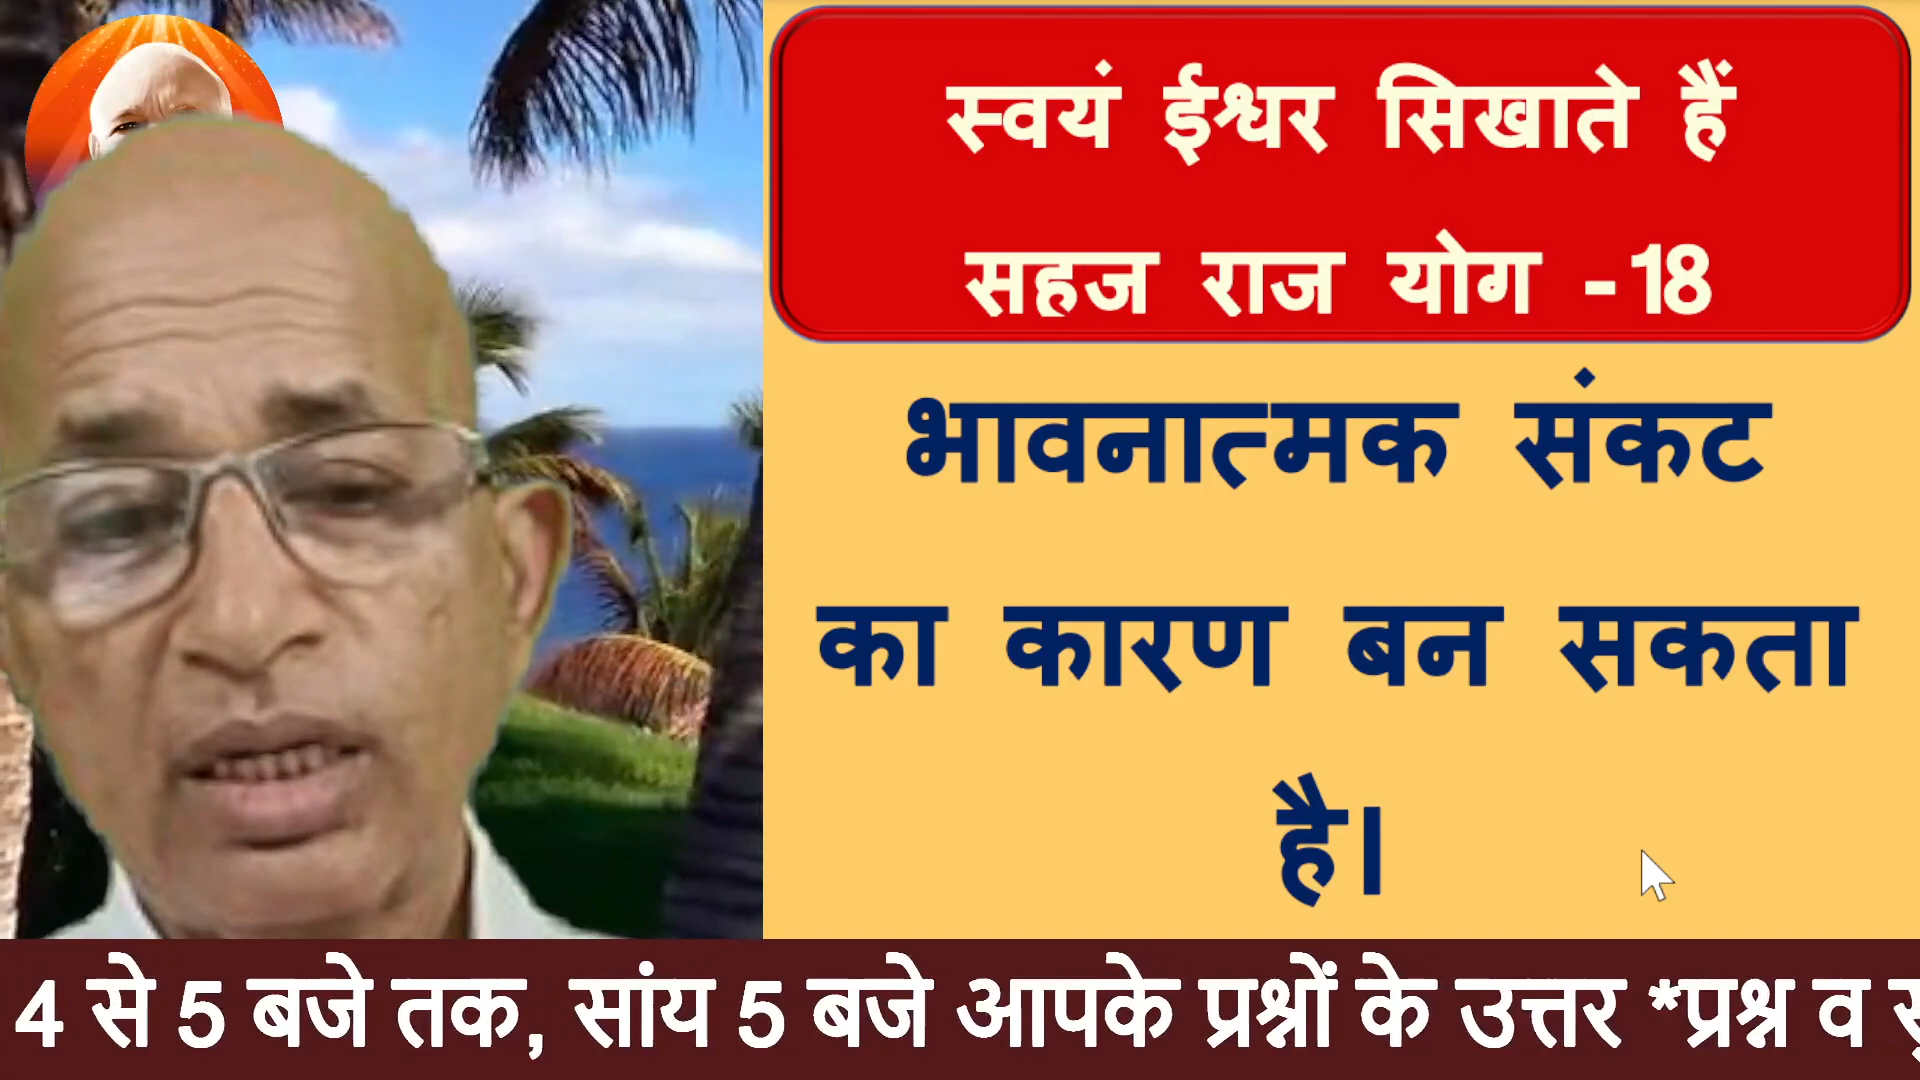 स्वयं ईश्वर सिखाते हैं
सहज राज योग -18
भावनात्मक संकट
का कारण बन सकता
है।
4 से 5 बजे तक, सांय 5 बजे आपके प्रश्नों के उत्तर *प्रश्न व